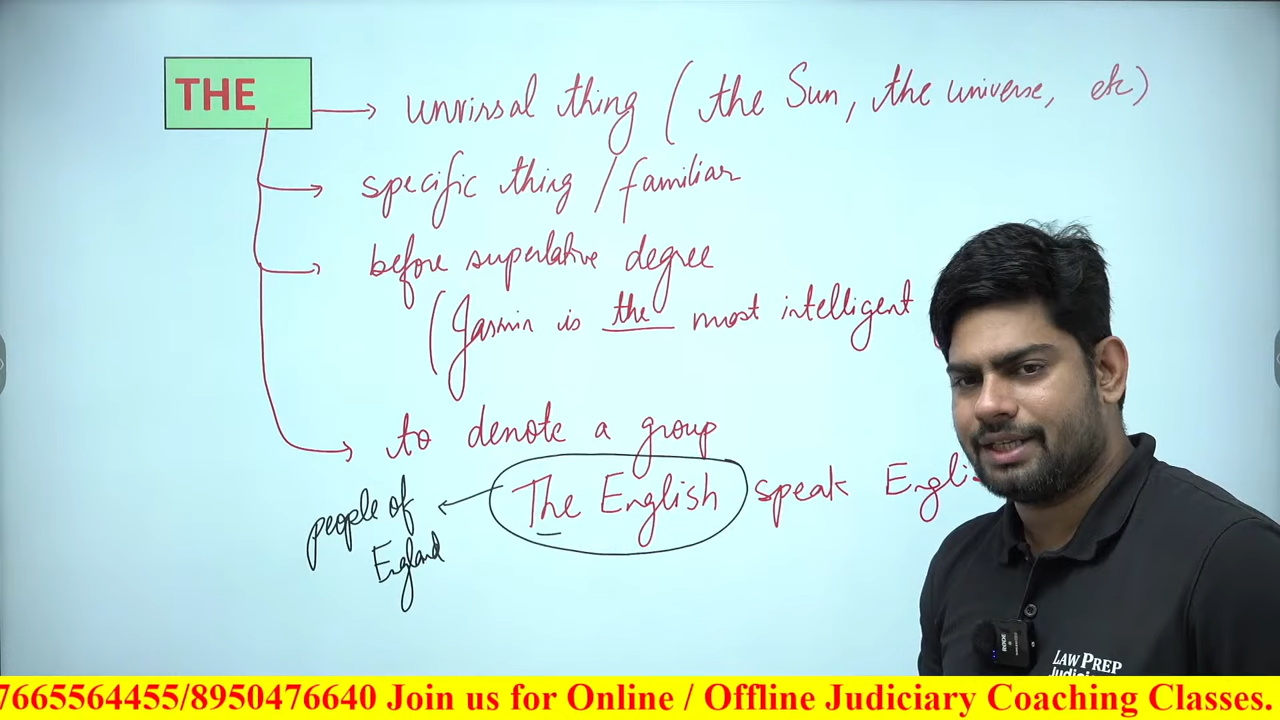 THE
unvirsal thing ( the Sun, the universe, etc)
specific thing / familiar
before superlative degree
( Jasmin is the most intelligent
to denote a group
people of
England
The English speak Englis
LAW PREP
7665564455/8950476640 Join us for Online / Offline Judiciary Coaching Classes.